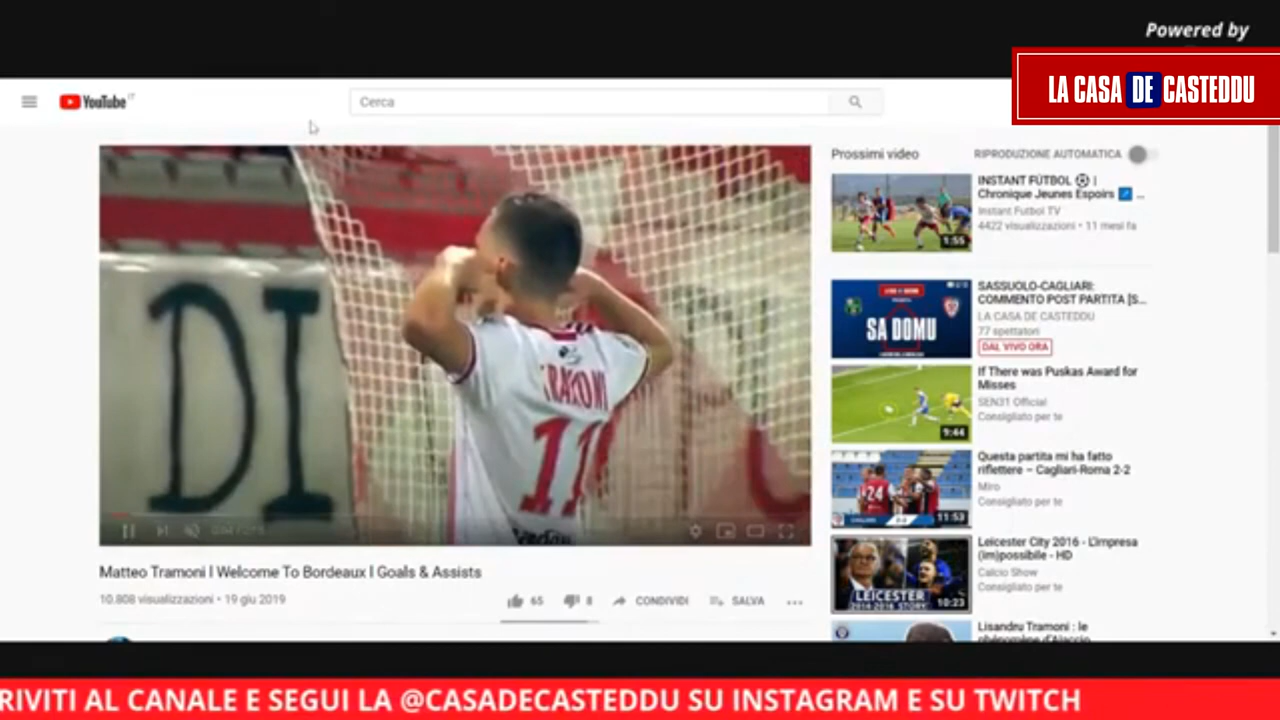 Powered by
LA CASA DE CASTEDDU
YouTube IT
Cerca
DI
TRAMONI
11
Matteo Tramoni l Welcome To Bordeaux l Goals & Assists
10.808 visualizzazioni • 19 giu 2019
65
8
CONDIVIDI
SALVA
Prossimi video
RIPRODUZIONE AUTOMATICA
INSTANT FÚTBOL ⚽ |
Chronique Jeunes Espoirs ↗ ...
Instant Futbol TV
4422 visualizzazioni • 11 mesi fa
1:55
SASSUOLO-CAGLIARI:
COMMENTO POST PARTITA [S...
LA CASA DE CASTEDDU
77 spettatori
DAL VIVO ORA
SA DOMU
If There was Puskas Award for
Misses
SEN31 Official
Consigliato per te
9:44
Questa partita mi ha fatto
riflettere – Cagliari-Roma 2-2
Miro
Consigliato per te
24
11:53
Leicester City 2016 - L'impresa
(im)possibile - HD
Calcio Show
Consigliato per te
LEICESTER
10:23
Lisandru Tramoni : le
phénomène d'Ajaccio
RIVITI AL CANALE E SEGUI LA @CASADECASTEDDU SU INSTAGRAM E SU TWITCH